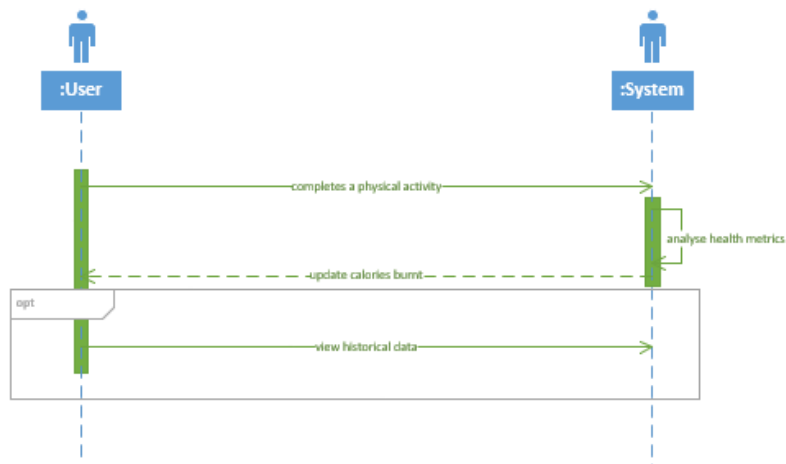 :User
:System
completes a physical activity
analyse health metrics
update calories burnt
opt
view historical data